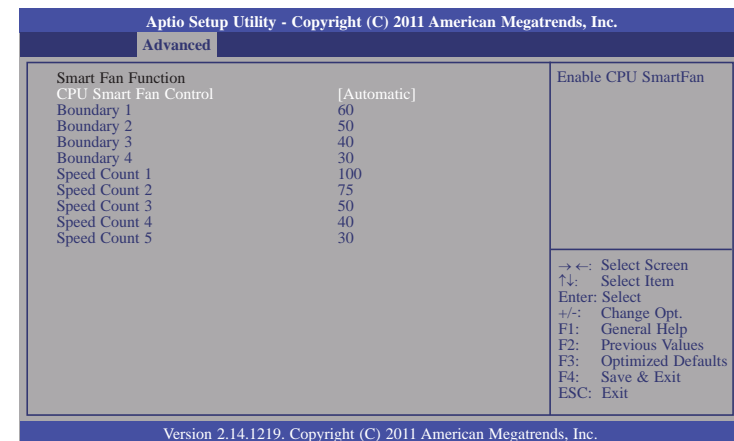 Aptio Setup Utility - Copyright (C) 2011 American Megatrends, Inc.
Advanced
Smart Fan Function
CPU Smart Fan Control [Automatic]
Boundary 1 60
Boundary 2 50
Boundary 3 40
Boundary 4 30
Speed Count 1 100
Speed Count 2 75
Speed Count 3 50
Speed Count 4 40
Speed Count 5 30
Enable CPU SmartFan
→ ←: Select Screen
↑↓: Select Item
Enter: Select
+/-: Change Opt.
F1: General Help
F2: Previous Values
F3: Optimized Defaults
F4: Save & Exit
ESC: Exit
Version 2.14.1219. Copyright (C) 2011 American Megatrends, Inc.